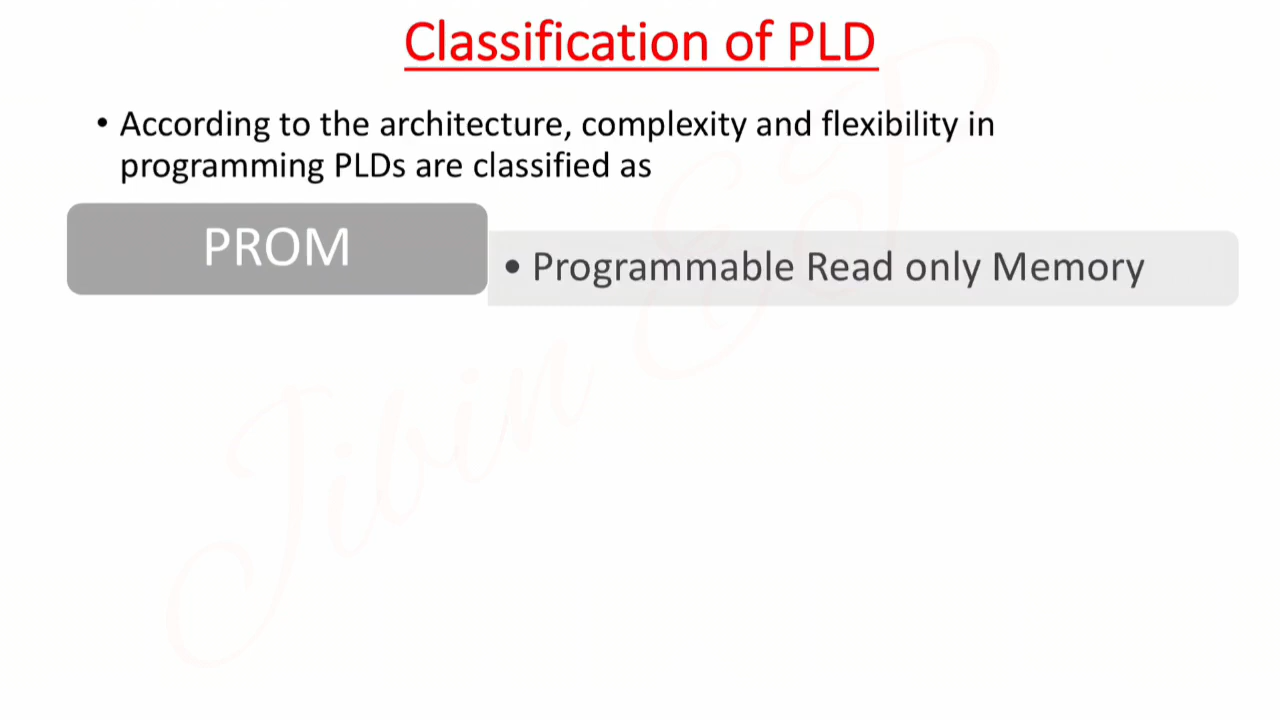 Classification of PLD
• According to the architecture, complexity and flexibility in
programming PLDs are classified as
PROM
• Programmable Read only Memory
Jibin E P